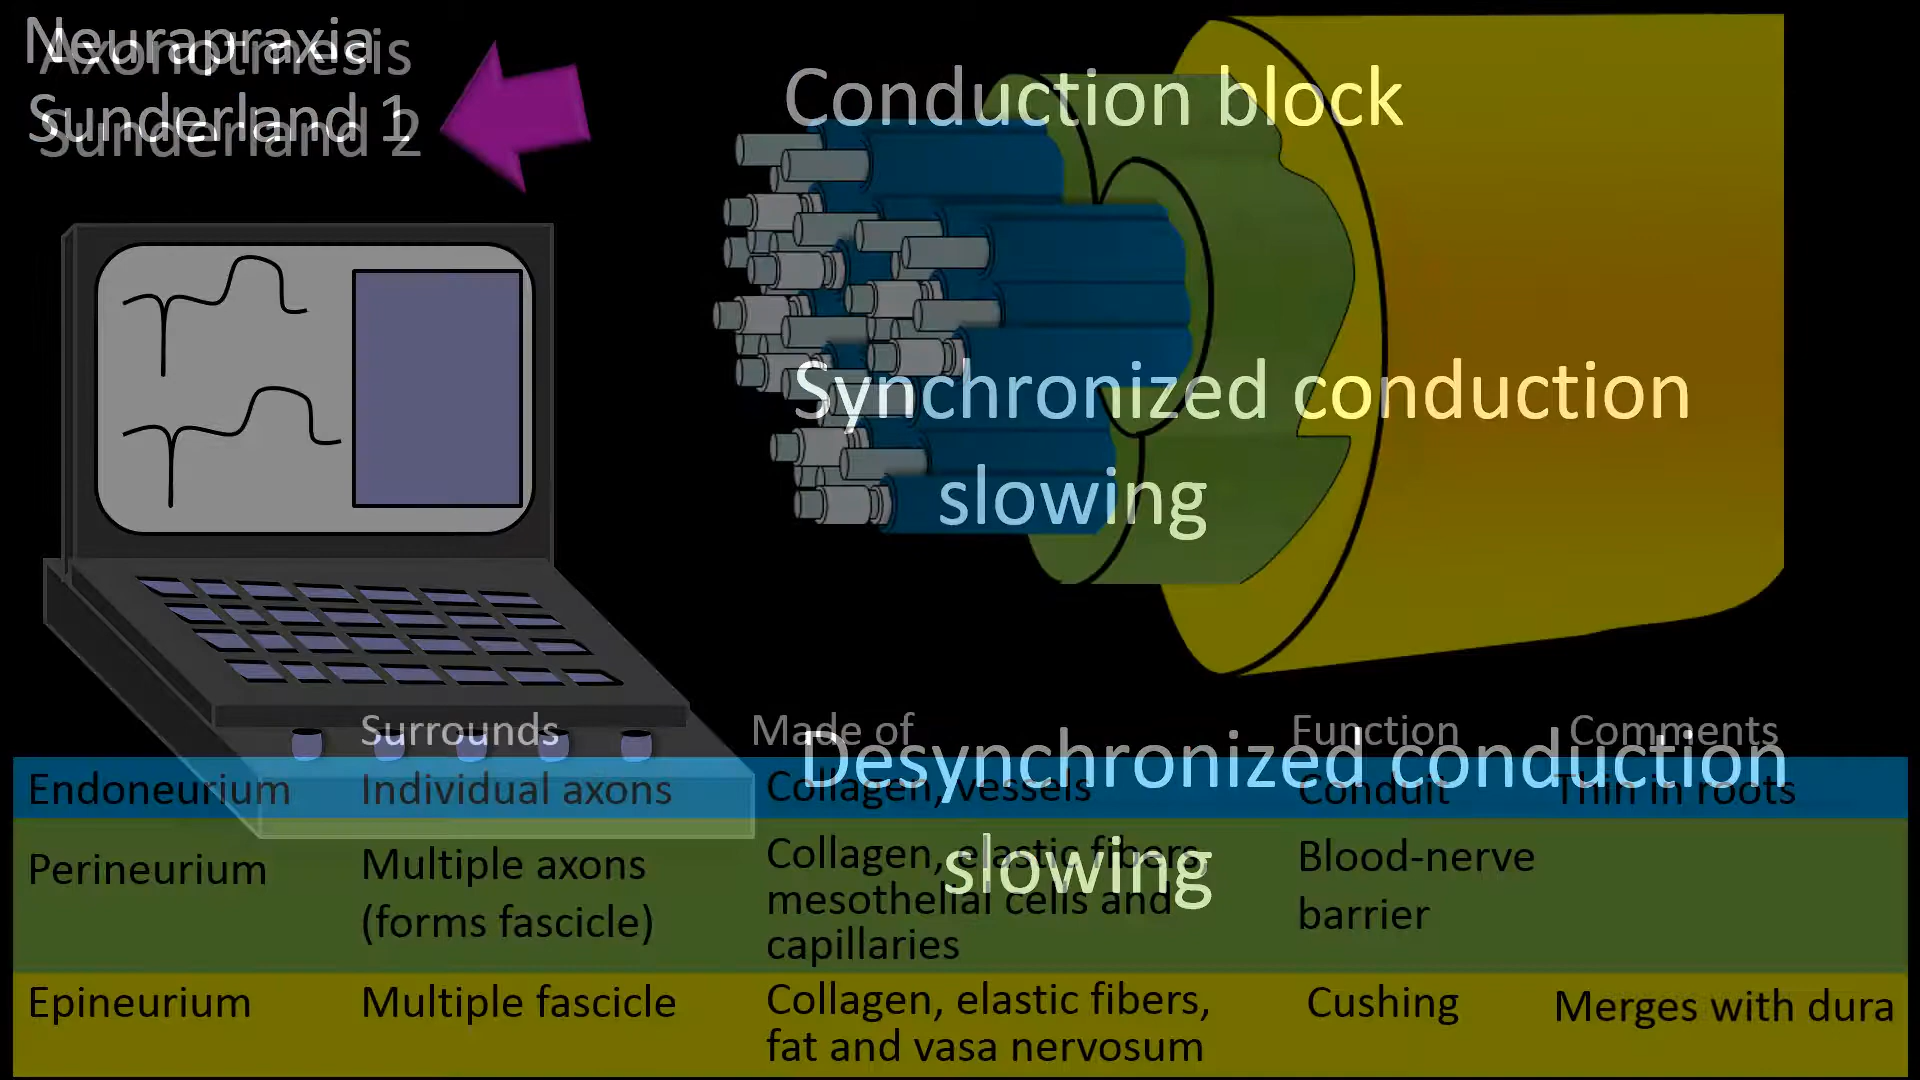 Neurapraxia
Sunderland 1
Axonotmesis
Sunderland 2
Conduction block
Synchronized conduction
slowing
Desynchronized conduction
slowing
Surrounds Made of Function Comments
Endoneurium Individual axons Collagen, vessels Conduit Thin in roots
Perineurium Multiple axons
(forms fascicle)
Collagen, elastic fibers,
mesothelial cells and
capillaries
Blood-nerve
barrier
Epineurium Multiple fascicle Collagen, elastic fibers,
fat and vasa nervosum
Cushing Merges with dura